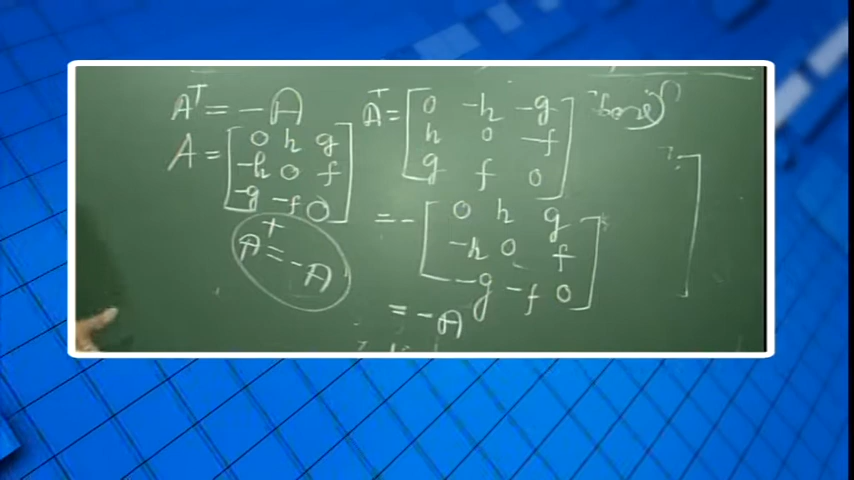 Aᵀ = - A
A = [ 0 h g
-h 0 f
-g -f 0 ]
Aᵀ = - A
Aᵀ = [ 0 -h -g
h 0 -f
g f 0 ]
= - [ 0 h g
-h 0 f
-g -f 0 ]
= - A